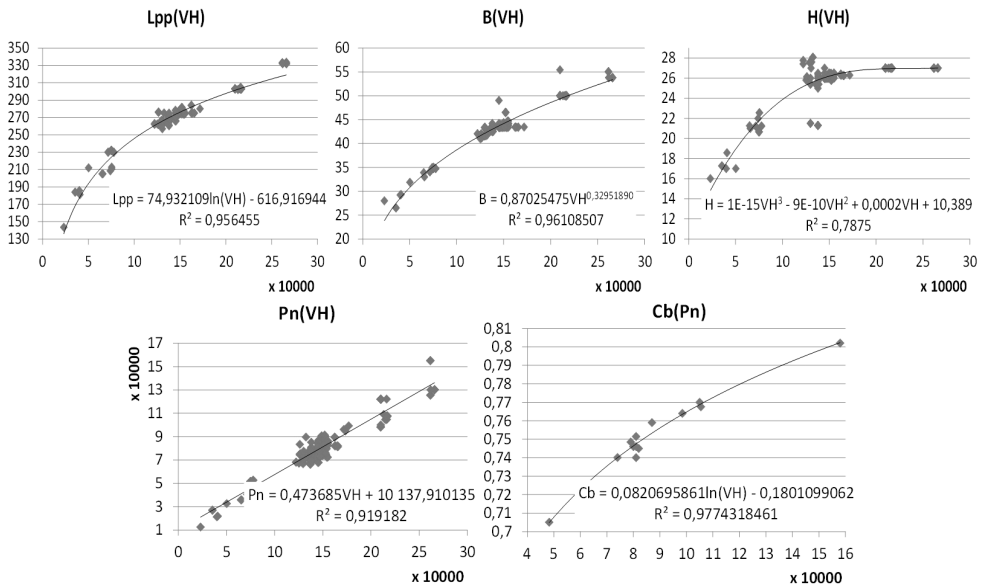 Lpp(VH)
350
330
310
290
270
250
230
210
190
170
150
130
Lpp = 74,932109ln(VH) - 616,916944
R² = 0,956455
0 5 10 15 20 25 30
x 10000
B(VH)
60
55
50
45
40
35
30
25
20
B = 0,87025475VH^0,32951890
R² = 0,96108507
0 5 10 15 20 25 30
x 10000
H(VH)
28
26
24
22
20
18
16
14
12
10
H = 1E-15VH³ - 9E-10VH² + 0,0002VH + 10,389
R² = 0,7875
0 5 10 15 20 25 30
x 10000
Pn(VH)
x 10000
17
15
13
11
9
7
5
3
1
Pn = 0,473685VH + 10 137,910135
R² = 0,919182
0 5 10 15 20 25 30
x 10000
Cb(Pn)
0,81
0,8
0,79
0,78
0,77
0,76
0,75
0,74
0,73
0,72
0,71
0,7
Cb = 0,0820695861ln(VH) - 0,1801099062
R² = 0,9774318461
4 5 6 7 8 9 10 11 12 13 14 15 16
x 10000